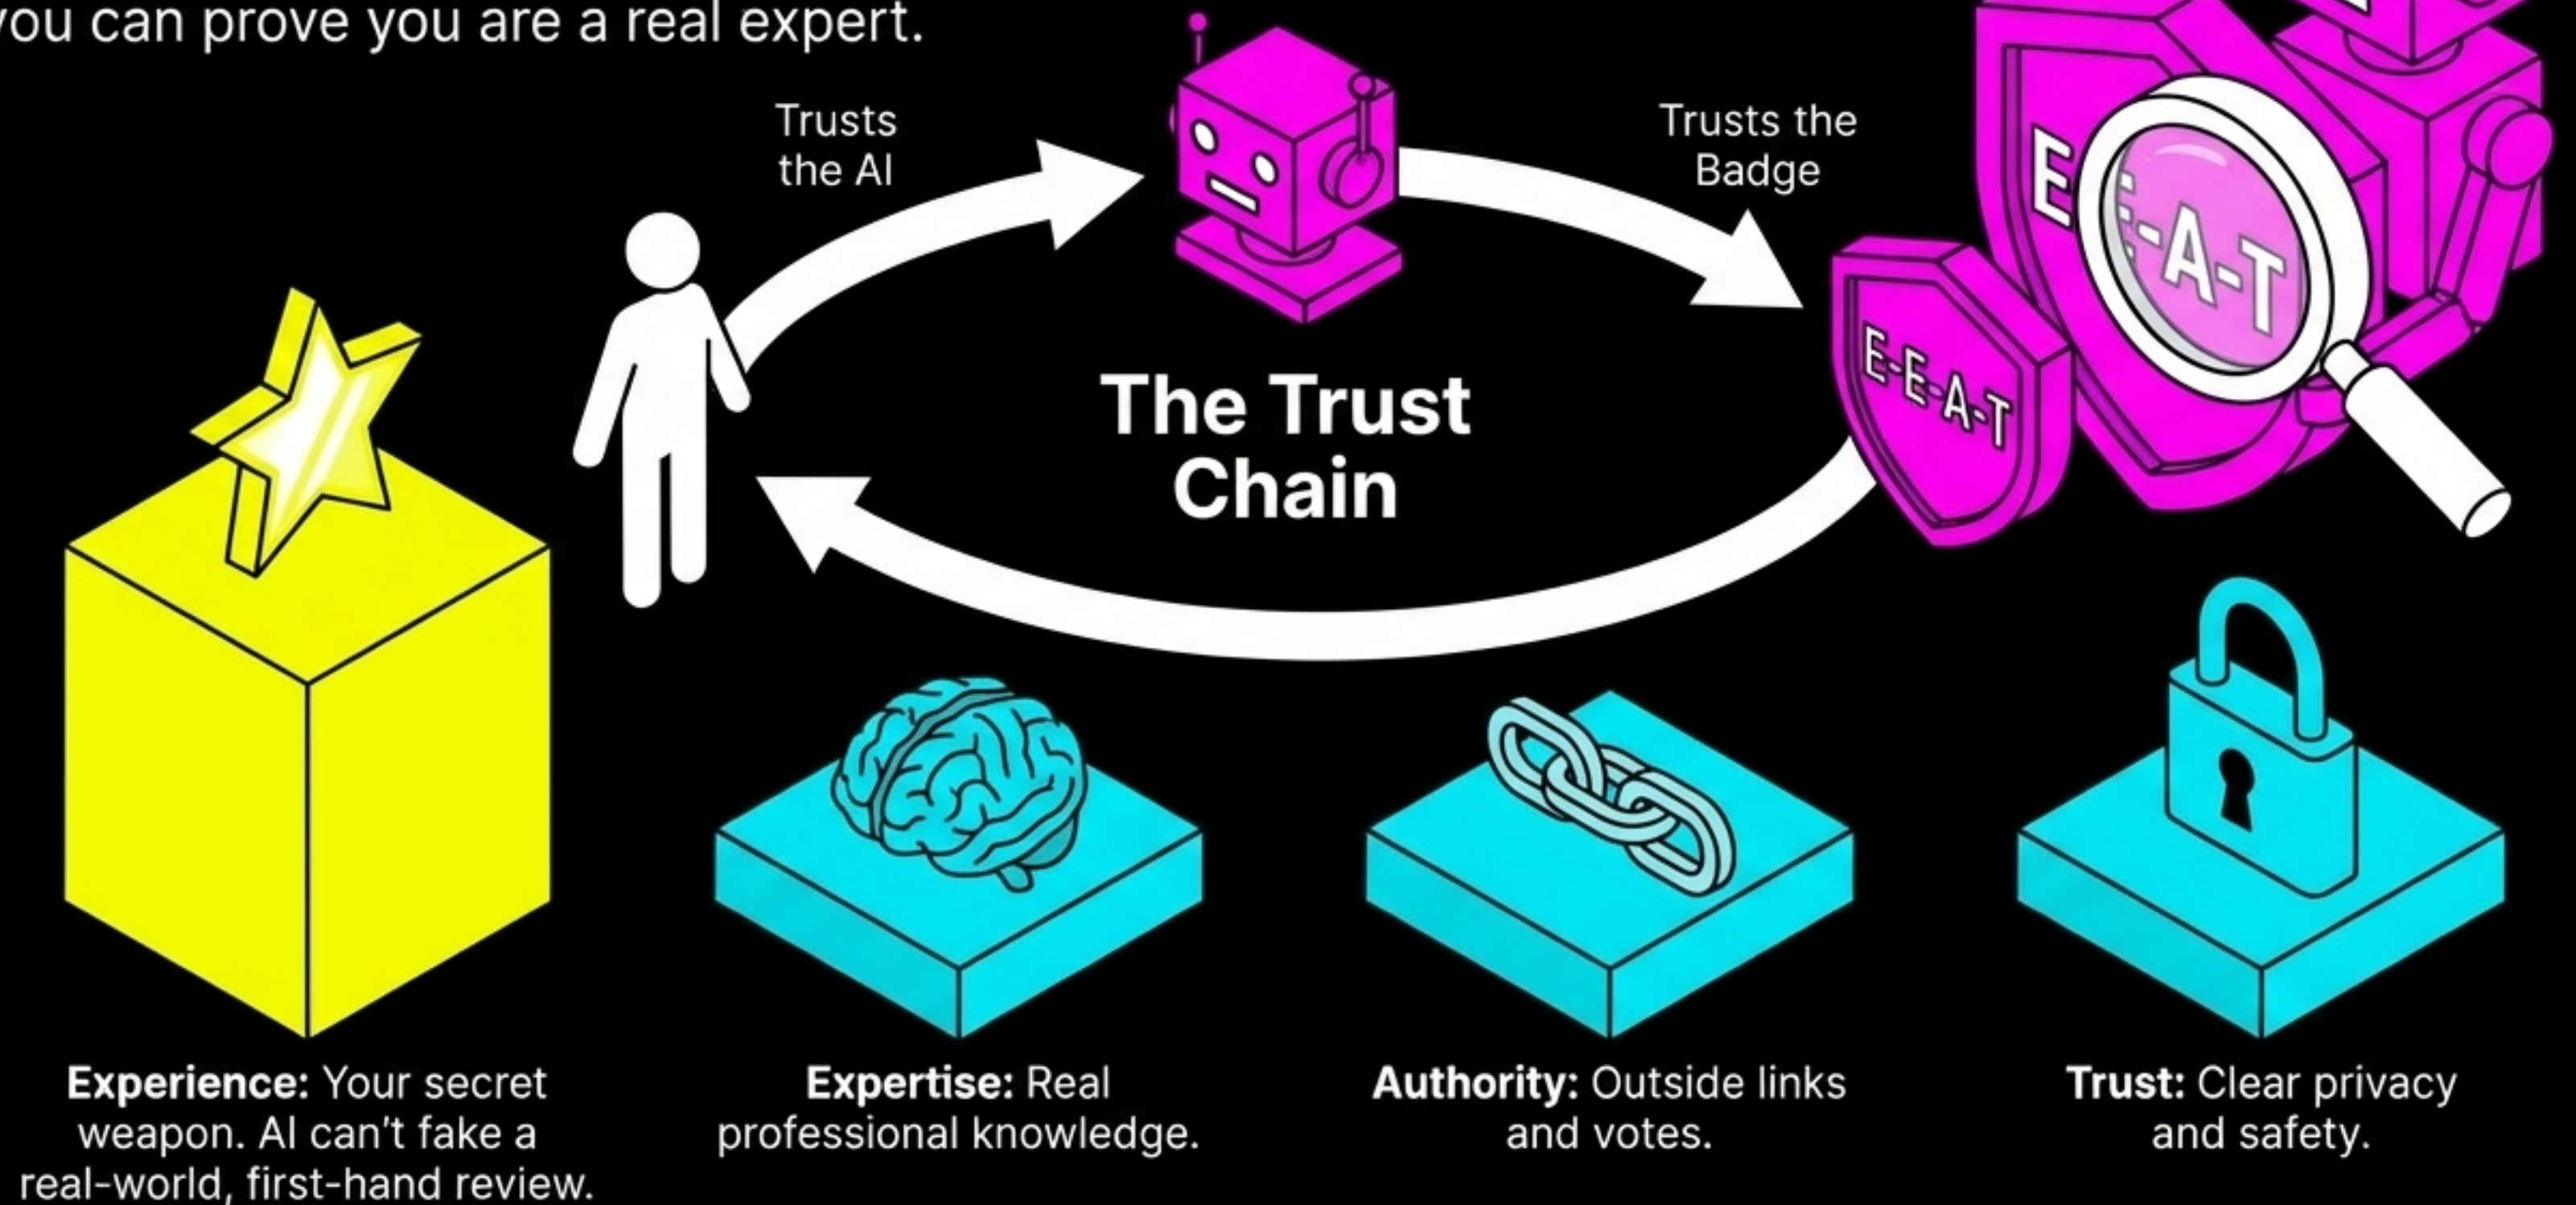 you can prove you are a real expert.
Trusts
the AI
Trusts the
Badge
E
E-A-T
E-E-A-T
The Trust
Chain
Experience: Your secret
weapon. AI can't fake a
real-world, first-hand review.
Expertise: Real
professional knowledge.
Authority: Outside links
and votes.
Trust: Clear privacy
and safety.